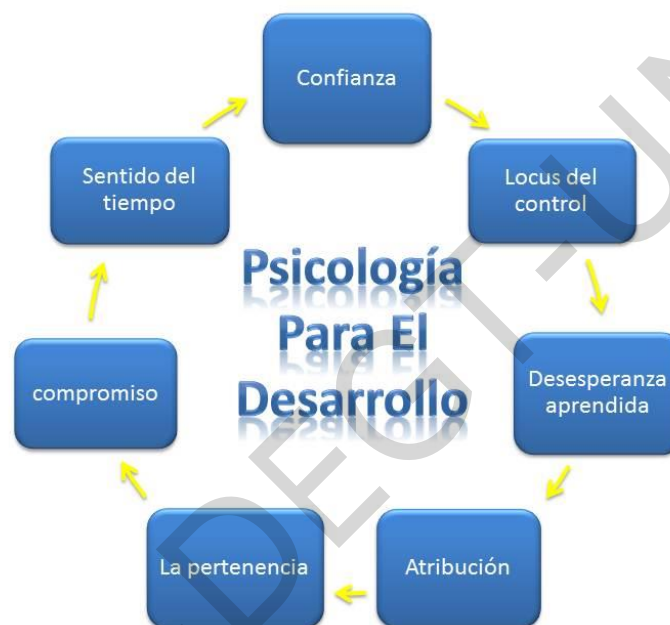 Confianza
Locus del
control
Desesperanza
aprendida
Atribución
La pertenencia
compromiso
Sentido del
tiempo
Psicología
Para El
Desarrollo